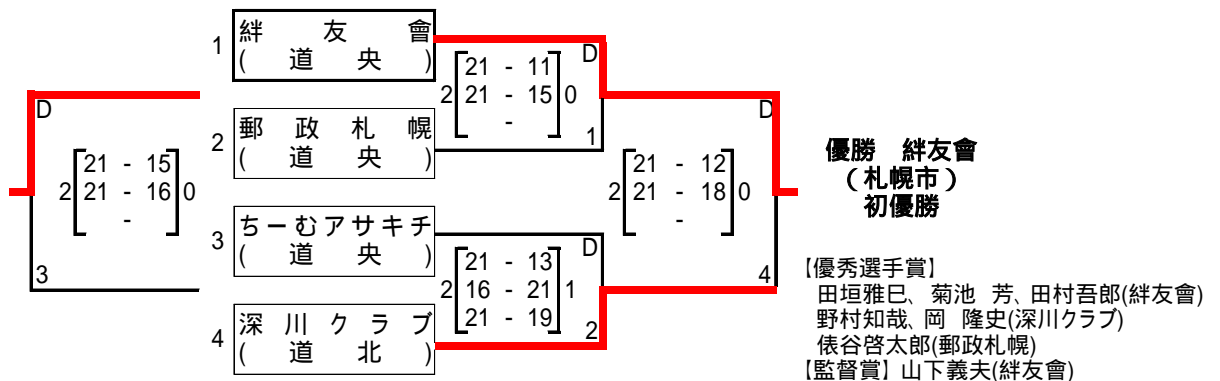 1 絆友會
(道央)
D
21 - 11
2 21 - 15 0
-
1
2 郵政札幌
(道央)
D
21 - 15
2 21 - 16 0
-
3
D
21 - 12
2 21 - 18 0
-
4
3 ちーむアサキチ
(道央)
D
21 - 13
2 16 - 21 1
21 - 19
2
4 深川クラブ
(道北)
優勝 絆友會
(札幌市)
初優勝
【優秀選手賞】
田垣雅巳、菊池 芳、田村吾郎(絆友會)
野村知哉、岡 隆史(深川クラブ)
俵谷啓太郎(郵政札幌)
【監督賞】山下義夫(絆友會)